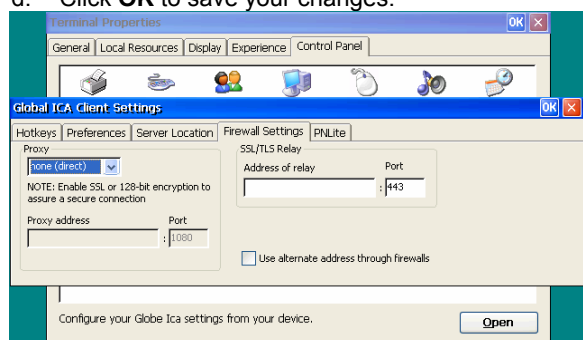 d. Click OK to save your changes.
Terminal Properties OK
General Local Resources Display Experience Control Panel
Global ICA Client Settings OK
Hotkeys Preferences Server Location Firewall Settings PNLite
Proxy SSL/TLS Relay
none (direct) Address of relay Port
NOTE: Enable SSL or 128-bit encryption to : 443
assure a secure connection
Proxy address Port
: 1080
Use alternate address through firewalls
Configure your Globe Ica settings from your device. Open